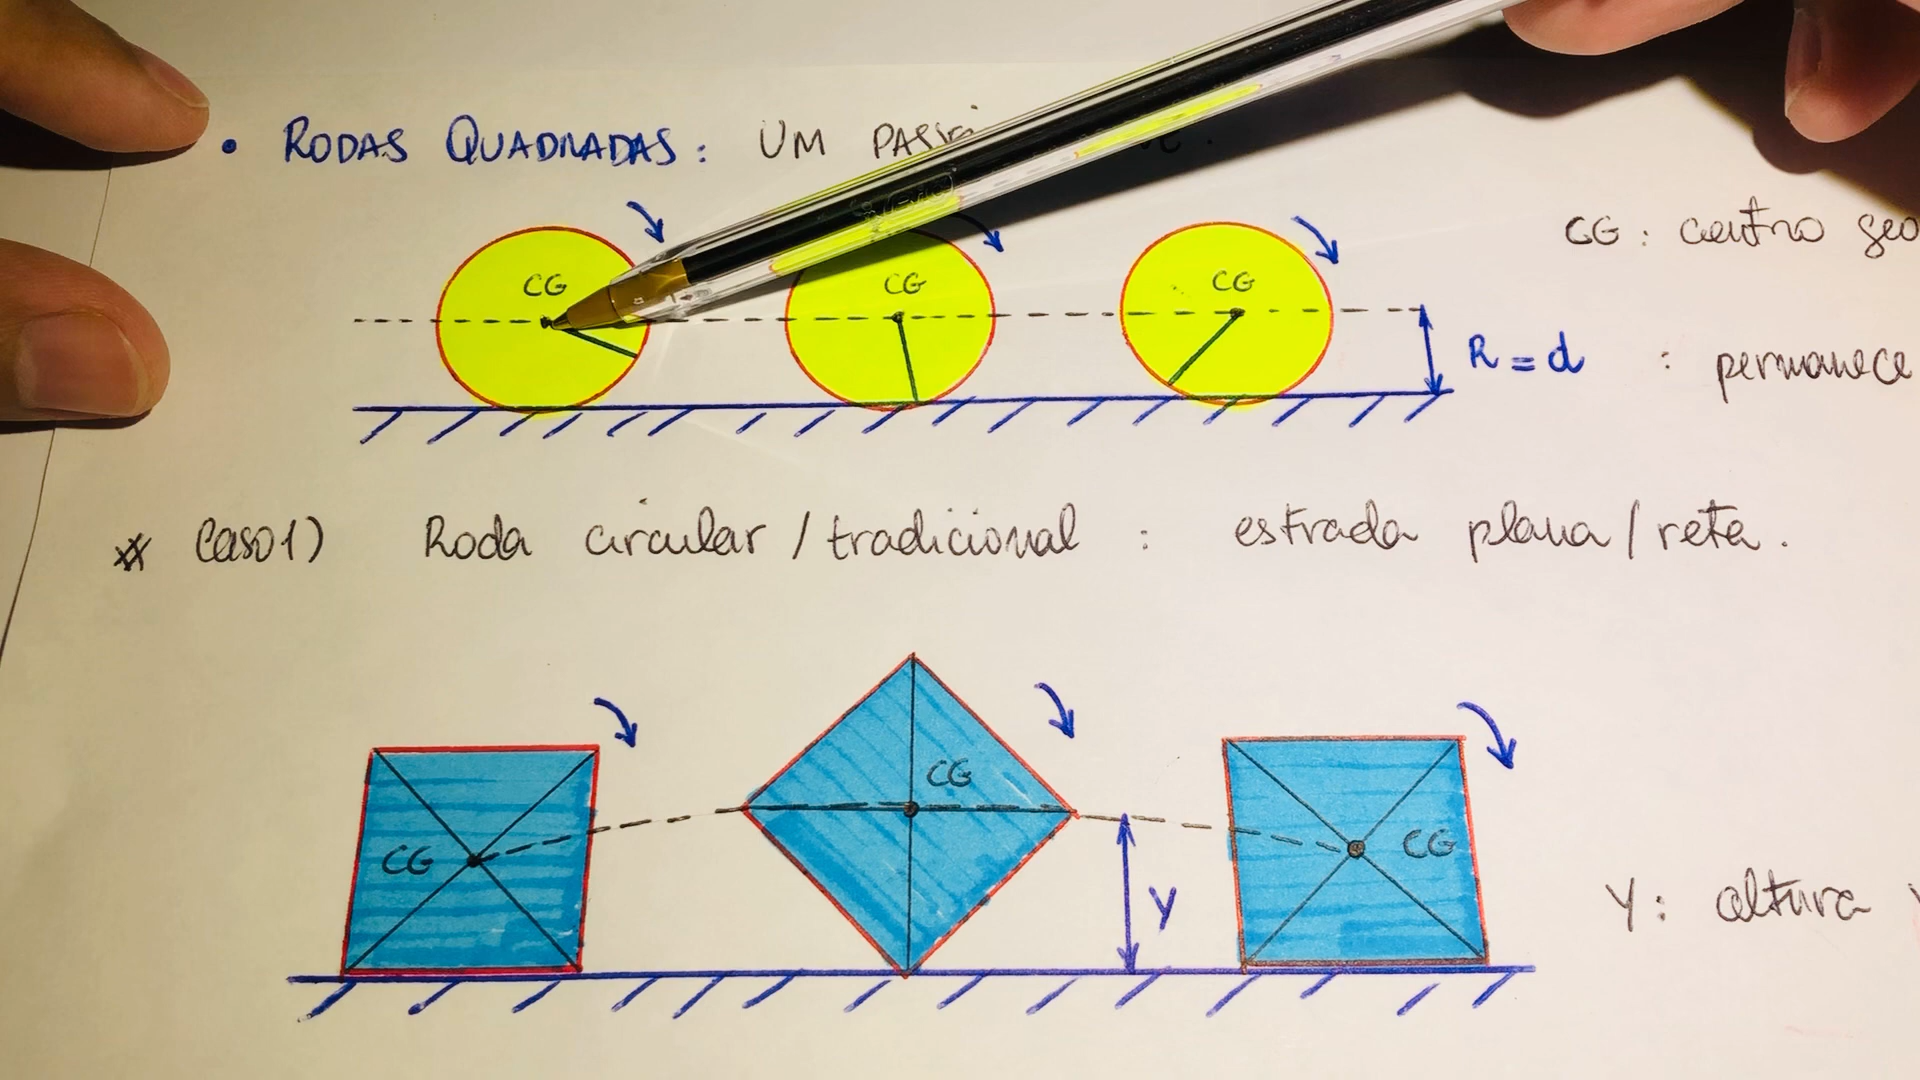 • RODAS QUADRADAS: UM
CG CG CG
CG: centro
R = d : permanece
* Caso 1) Roda circular / tradicional : estrada plana / reta.
CG CG CG
Y
Y: altura